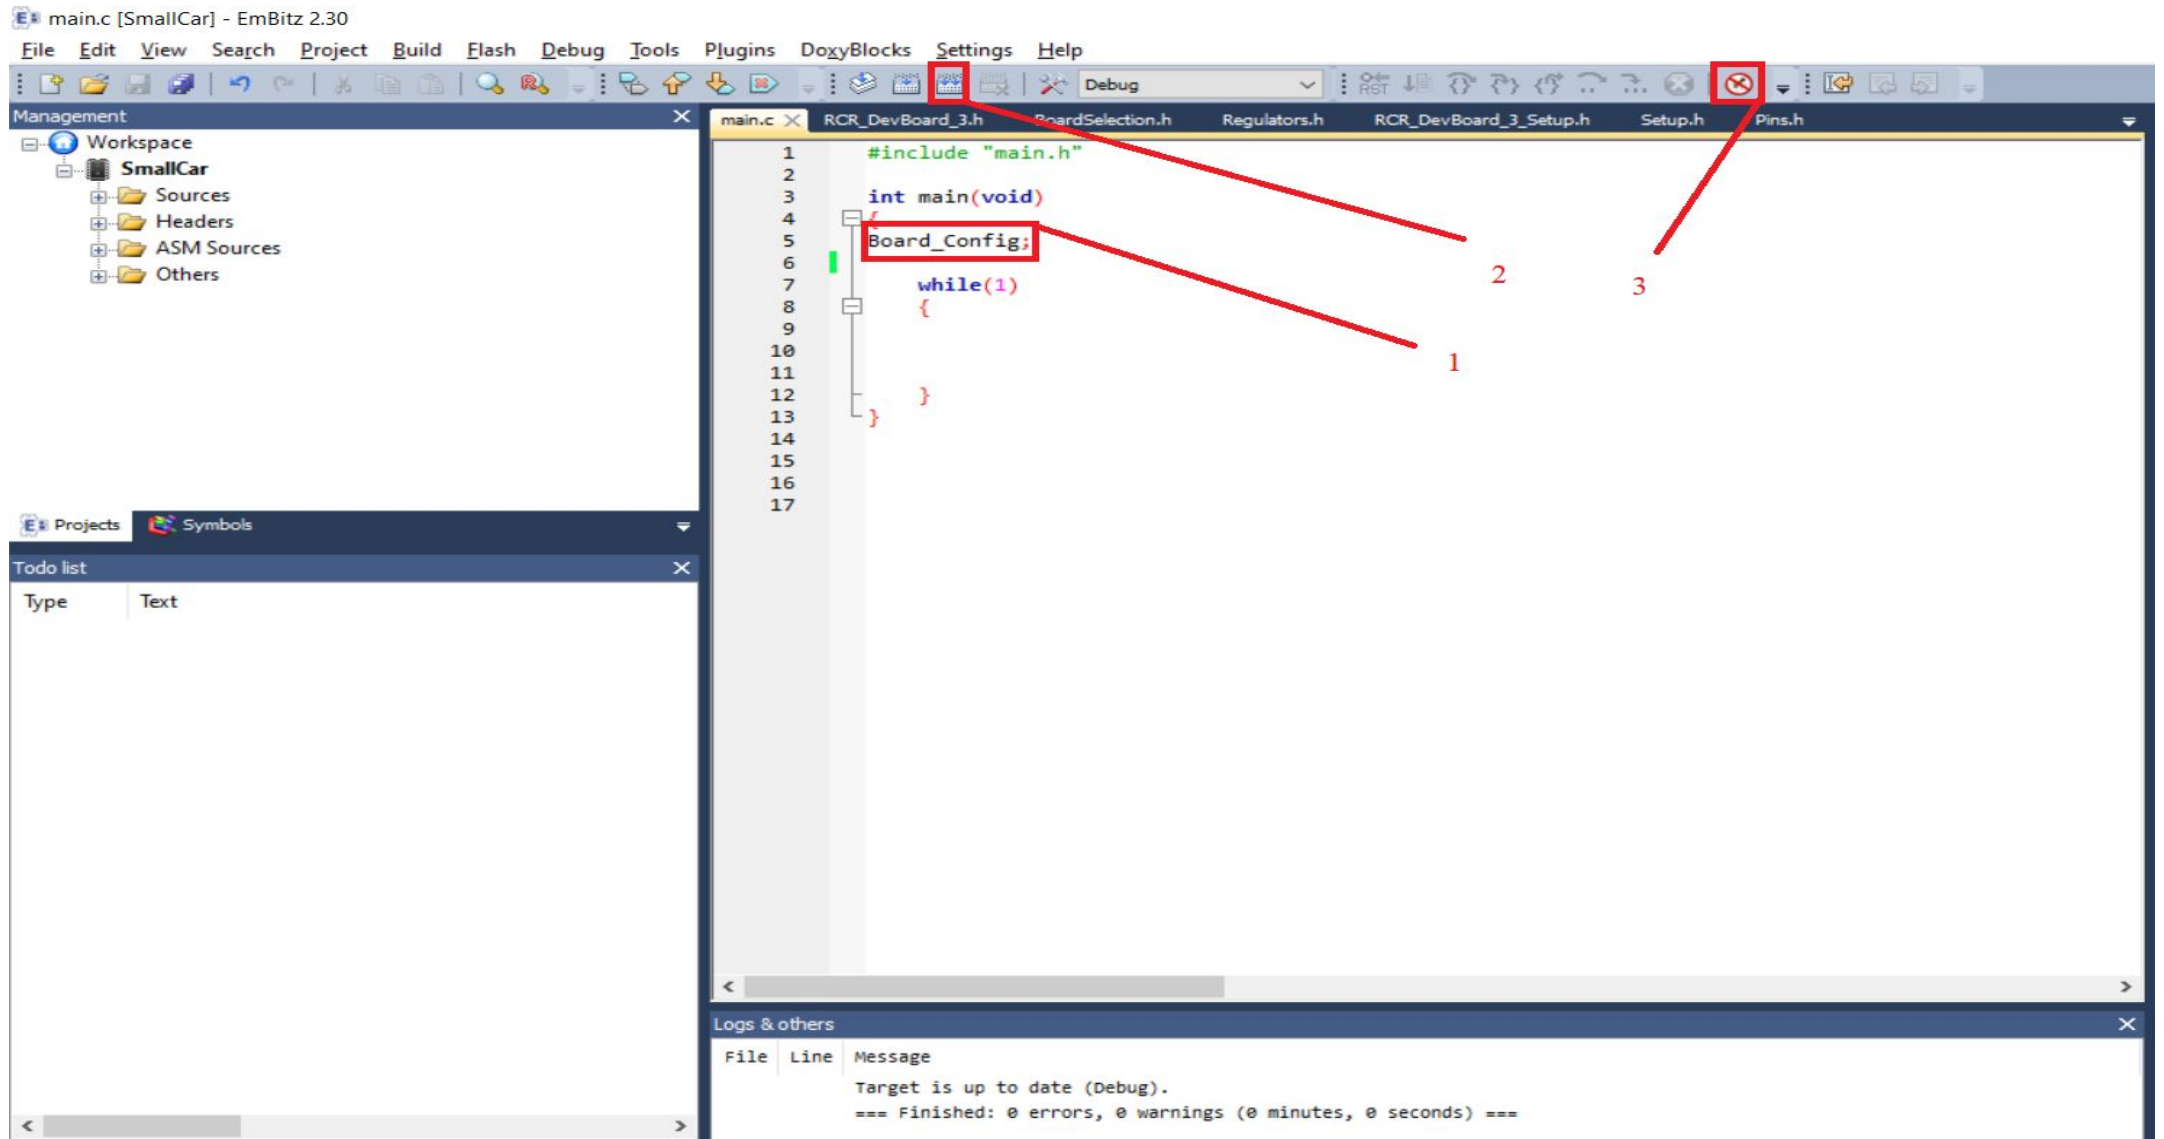 main.c [SmallCar] - EmBitz 2.30
File Edit View Search Project Build Flash Debug Tools Plugins DoxyBlocks Settings Help
Debug
RST
Management
main.c RCR_DevBoard_3.h BoardSelection.h Regulators.h RCR_DevBoard_3_Setup.h Setup.h Pins.h
Workspace
SmallCar
Sources
Headers
ASM Sources
Others
1 #include "main.h"
2
3 int main(void)
4 {
5 Board_Config;
6
7 while(1)
8 {
9
10
11
12 }
13 }
14
15
16
17
2
3
1
Projects Symbols
Todo list
Type Text
Logs & others
File Line Message
Target is up to date (Debug).
=== Finished: 0 errors, 0 warnings (0 minutes, 0 seconds) ===